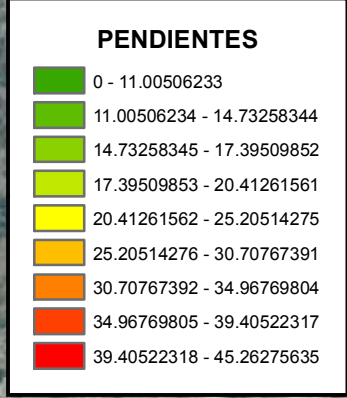 PENDIENTES
0 - 11.00506233
11.00506234 - 14.73258344
14.73258345 - 17.39509852
17.39509853 - 20.41261561
20.41261562 - 25.20514275
25.20514276 - 30.70767391
30.70767392 - 34.96769804
34.96769805 - 39.40522317
39.40522318 - 45.26275635